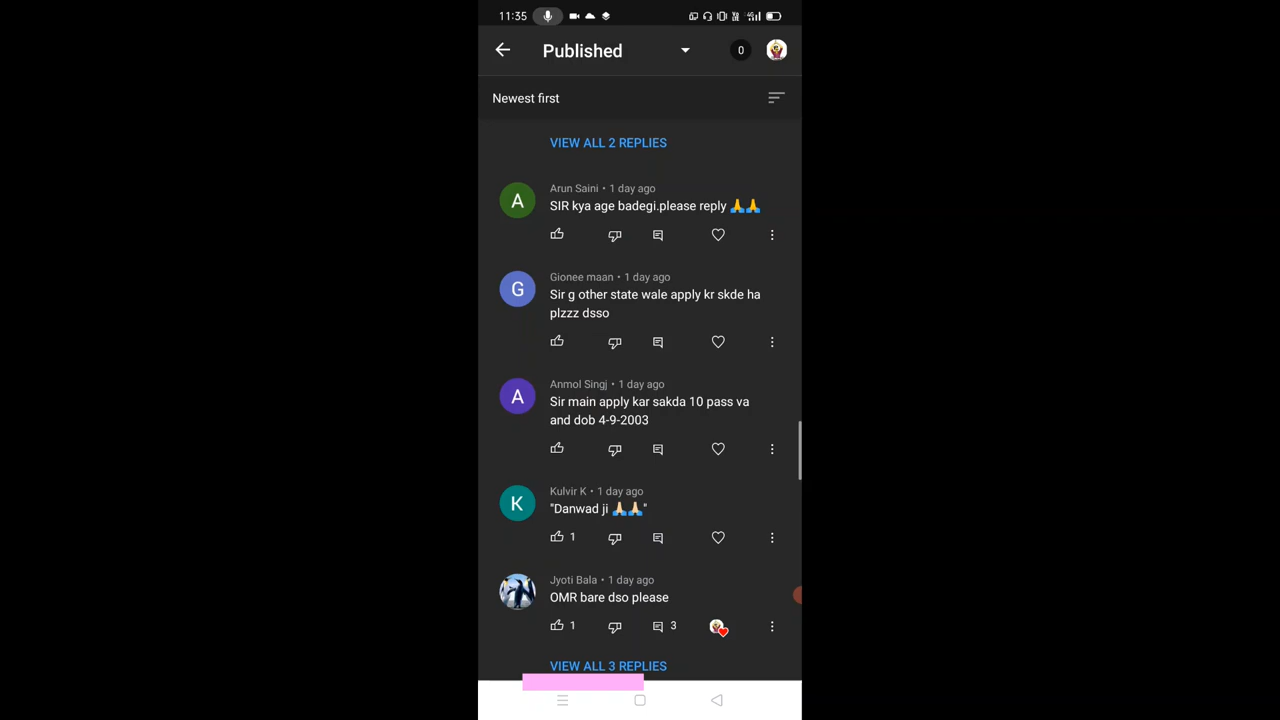 11:35
Published
0
Newest first
VIEW ALL 2 REPLIES
Arun Saini • 1 day ago
A
SIR kya age badegi.please reply 🙏🙏
Gionee maan • 1 day ago
G
Sir g other state wale apply kr skde ha
plzzz dsso
Anmol Singj • 1 day ago
A
Sir main apply kar sakda 10 pass va
and dob 4-9-2003
Kulvir K • 1 day ago
K
"Danwad ji 🙏🏻🙏🏻"
1
Jyoti Bala • 1 day ago
OMR bare dso please
1 3
VIEW ALL 3 REPLIES